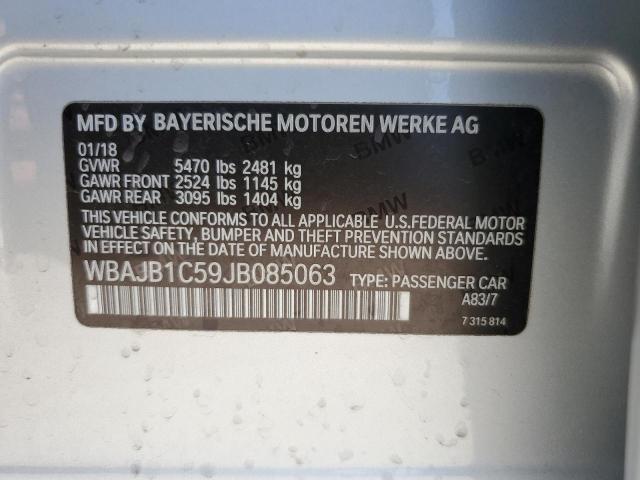 MFD BY BAYERISCHE MOTOREN WERKE AG
01/18
GVWR 5470 lbs 2481 kg
GAWR FRONT 2524 lbs 1145 kg
GAWR REAR 3095 lbs 1404 kg
THIS VEHICLE CONFORMS TO ALL APPLICABLE U.S.FEDERAL MOTOR
VEHICLE SAFETY, BUMPER, AND THEFT PREVENTION STANDARDS
IN EFFECT ON THE DATE OF MANUFACTURE SHOWN ABOVE.
WBAJB1C59JB085063 TYPE: PASSENGER CAR
A83/7
7 315 814